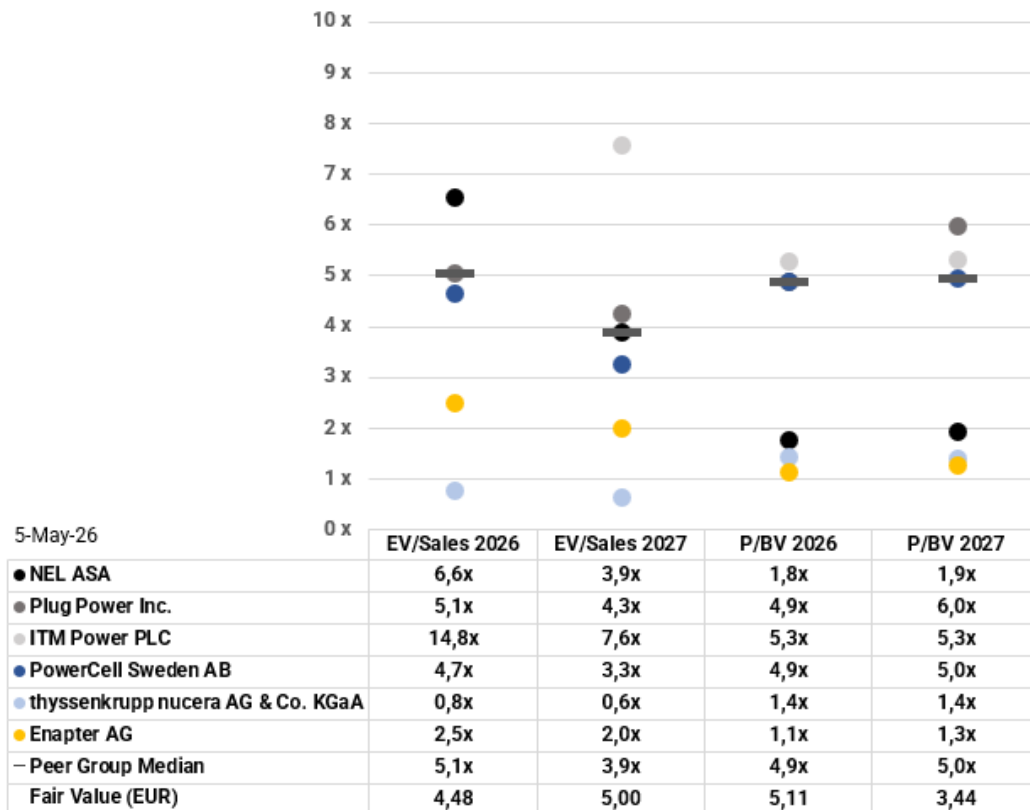 10 x
9 x
8 x
7 x
6 x
5 x
4 x
3 x
2 x
1 x
0 x
5-May-26
EV/Sales 2026 EV/Sales 2027 P/BV 2026 P/BV 2027
NEL ASA 6,6x 3,9x 1,8x 1,9x
Plug Power Inc. 5,1x 4,3x 4,9x 6,0x
ITM Power PLC 14,8x 7,6x 5,3x 5,3x
PowerCell Sweden AB 4,7x 3,3x 4,9x 5,0x
thyssenkrupp nucera AG & Co. KGaA 0,8x 0,6x 1,4x 1,4x
Enapter AG 2,5x 2,0x 1,1x 1,3x
Peer Group Median 5,1x 3,9x 4,9x 5,0x
Fair Value (EUR) 4,48 5,00 5,11 3,44